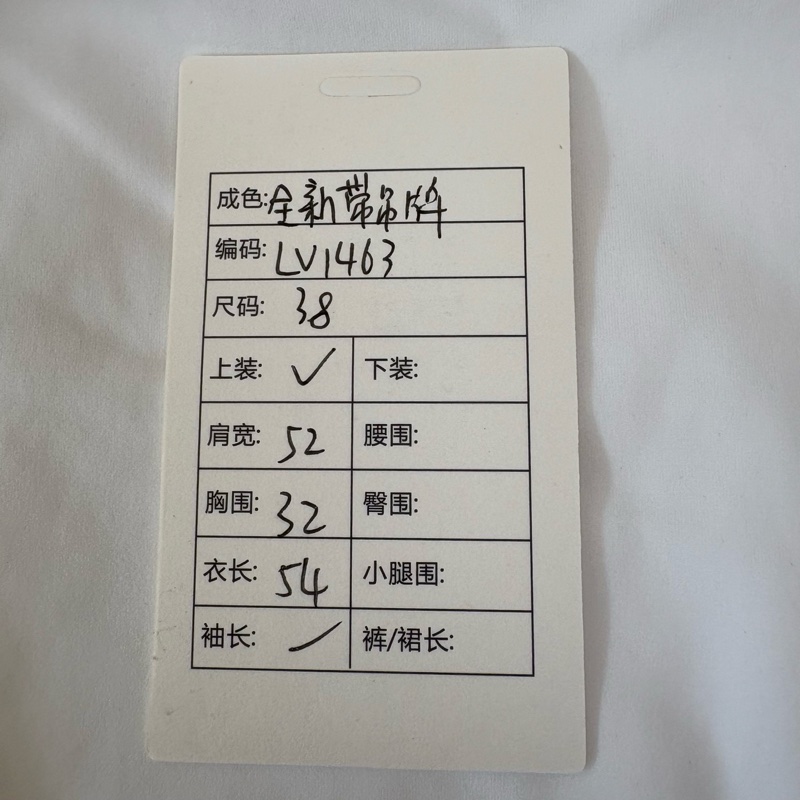 成色:全新带吊牌
编码:LV1463
尺码:38
上装:✓ 下装:
肩宽:52 腰围:
胸围:32 臀围:
衣长:54 小腿围:
袖长:/ 裤/裙长: